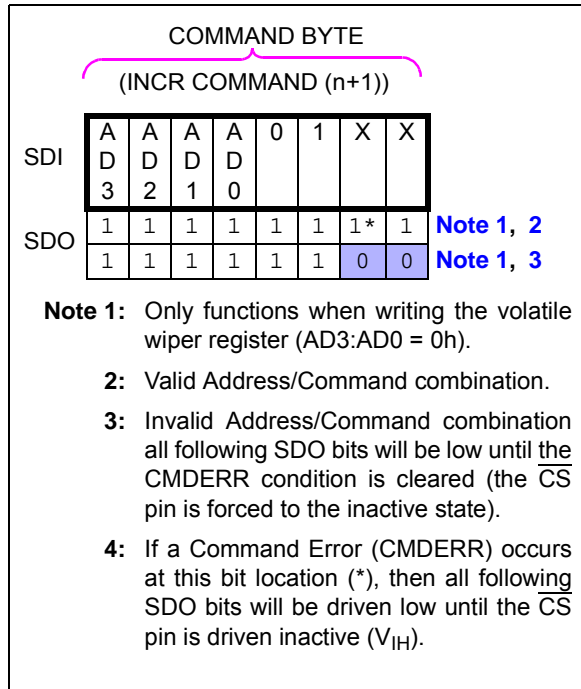 COMMAND BYTE
(INCR COMMAND (n+1))
SDI
A A A A 0 1 X X
D D D D
3 2 1 0
SDO
1 1 1 1 1 1 1* 1 Note 1, 2
1 1 1 1 1 1 0 0 Note 1, 3
Note 1: Only functions when writing the volatile
wiper register (AD3:AD0 = 0h).
2: Valid Address/Command combination.
3: Invalid Address/Command combination
all following SDO bits will be low until the
CMDERR condition is cleared (the CS
pin is forced to the inactive state).
4: If a Command Error (CMDERR) occurs
at this bit location (*), then all following
SDO bits will be driven low until the CS
pin is driven inactive (VIH).